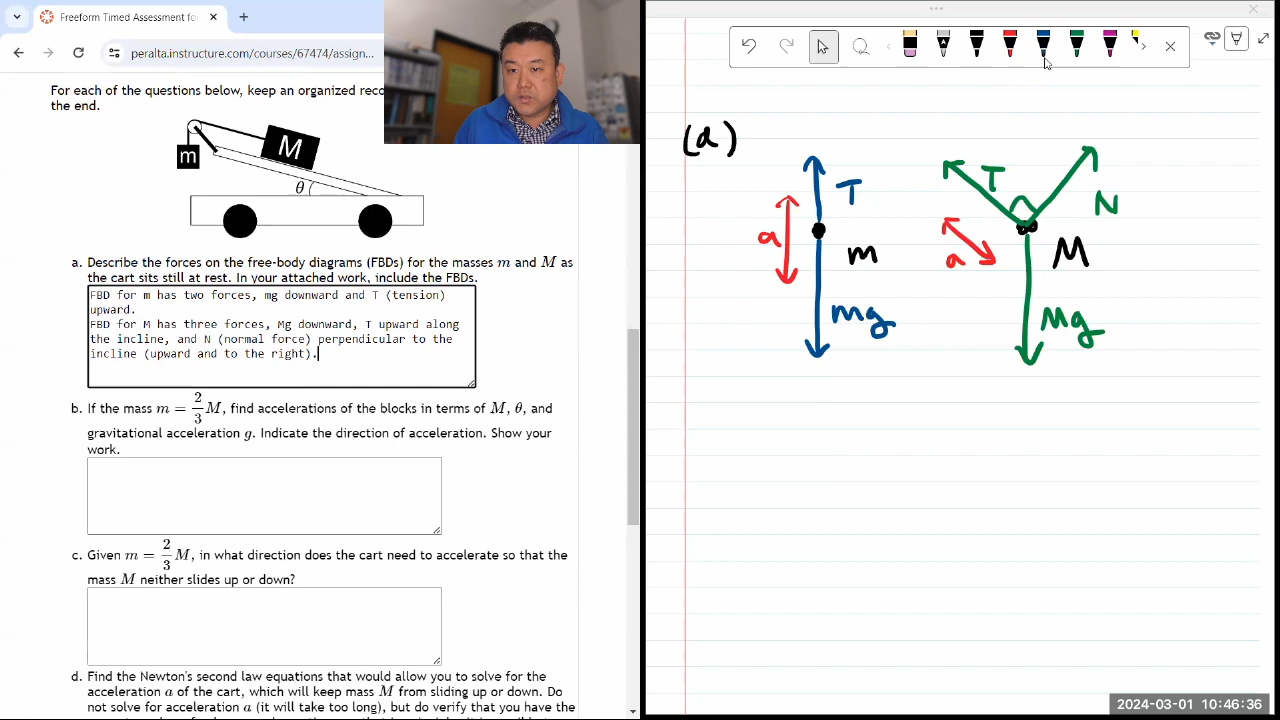 Freeform Timed Assessment for
peralta.instructure.com/courses/
74/assign
For each of the questions below, keep an organized
the end.
m
M
θ
a. Describe the forces on the free-body diagrams (FBDs) for the masses m and M as
the cart sits still at rest. In your attached work, include the FBDs.
FBD for m has two forces, mg downward and T (tension)
upward.
FBD for M has three forces, Mg downward, T upward along
the incline, and N (normal force) perpendicular to the
incline (upward and to the right).
b. If the mass m = 2/3 M, find accelerations of the blocks in terms of M, θ, and
gravitational acceleration g. Indicate the direction of acceleration. Show your
work.
c. Given m = 2/3 M, in what direction does the cart need to accelerate so that the
mass M neither slides up or down?
d. Find the Newton's second law equations that would allow you to solve for the
acceleration a of the cart, which will keep mass M from sliding up or down. Do
not solve for acceleration a (it will take too long), but do verify that you have the
(a)
T
a
m
mg
T
N
a
M
Mg
2024-03-01 10:46:36